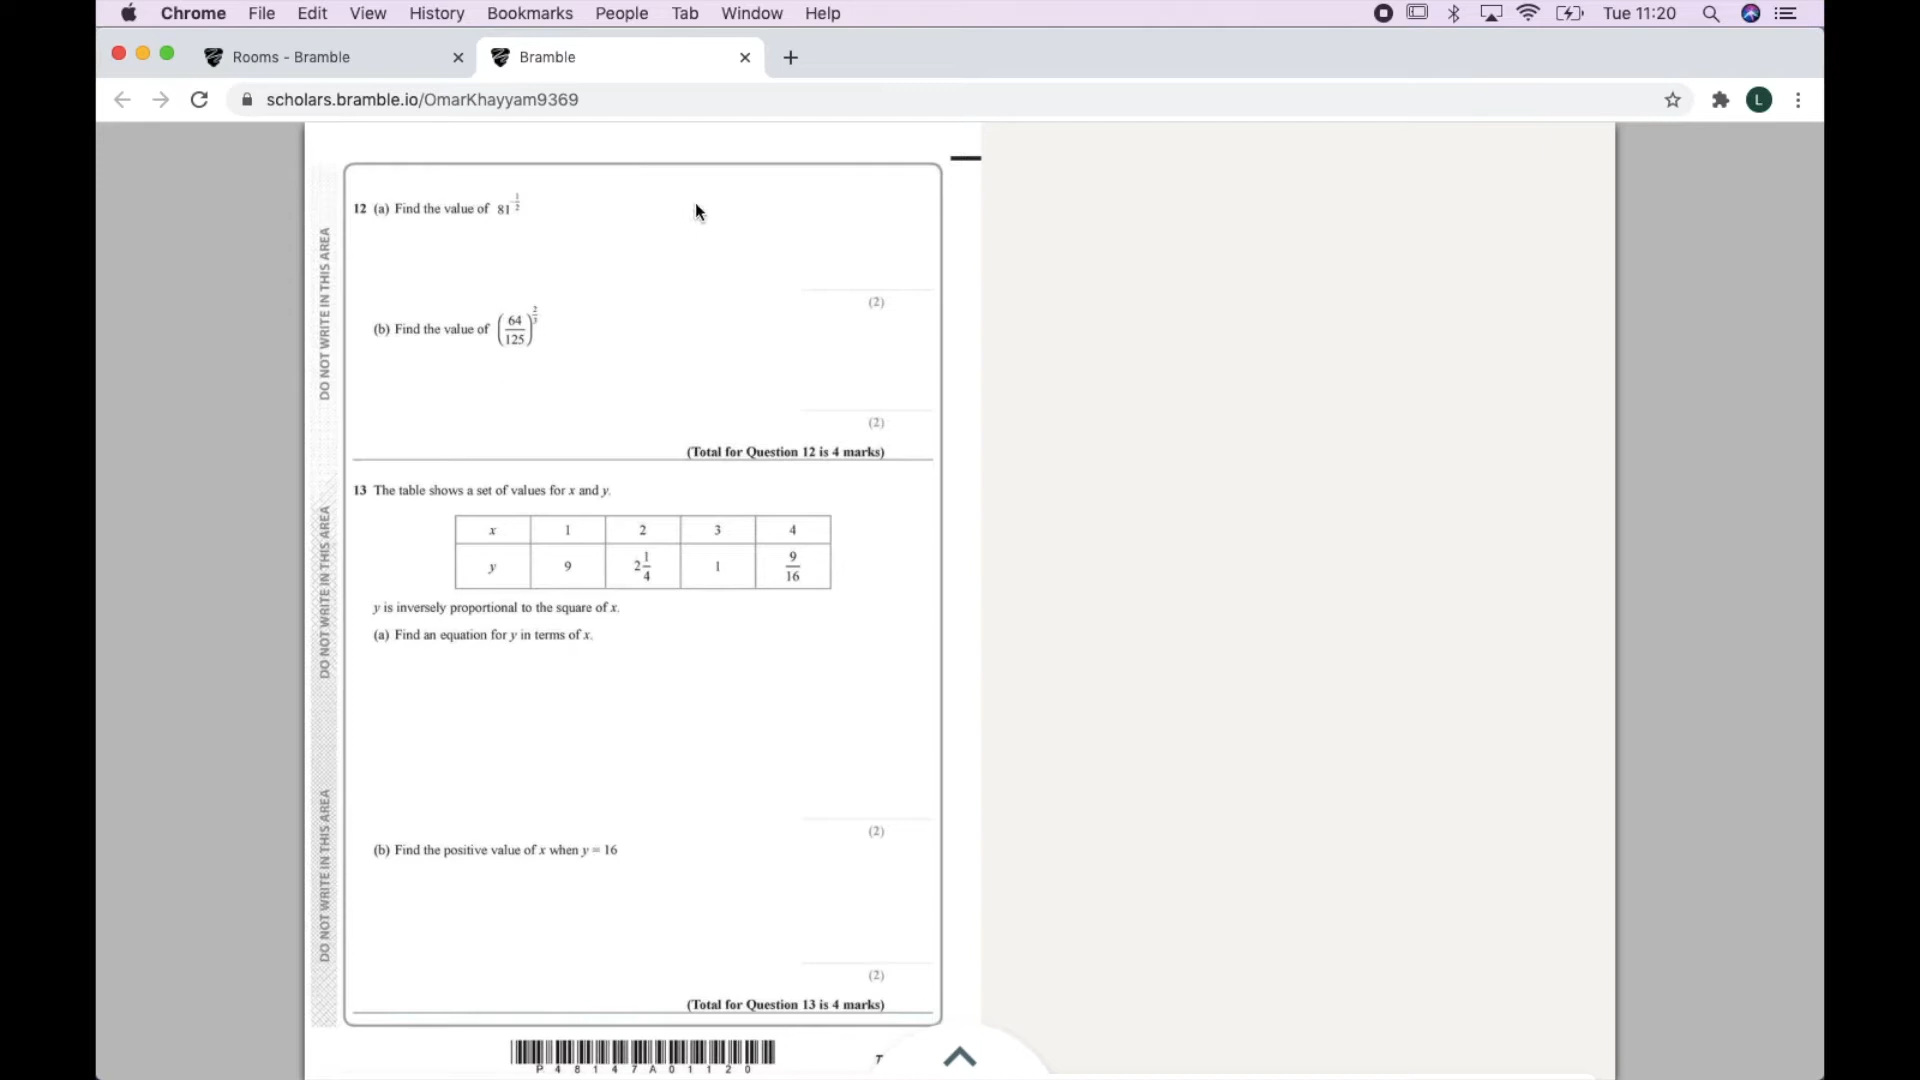 Chrome File Edit View History Bookmarks People Tab Window Help Tue 11:20
Rooms - Bramble Bramble
scholars.bramble.io/OmarKhayyam9369 L
12 (a) Find the value of 81^-1/2
(2)
(b) Find the value of (64/125)^2/3
(2)
(Total for Question 12 is 4 marks)
13 The table shows a set of values for x and y.
x 1 2 3 4
y 9 2 1/4 1 9/16
y is inversely proportional to the square of x.
(a) Find an equation for y in terms of x.
(2)
(b) Find the positive value of x when y = 16
(2)
(Total for Question 13 is 4 marks)
P 4 8 1 4 7 A 0 1 1 2 0
DO NOT WRITE IN THIS AREA
DO NOT WRITE IN THIS AREA
DO NOT WRITE IN THIS AREA